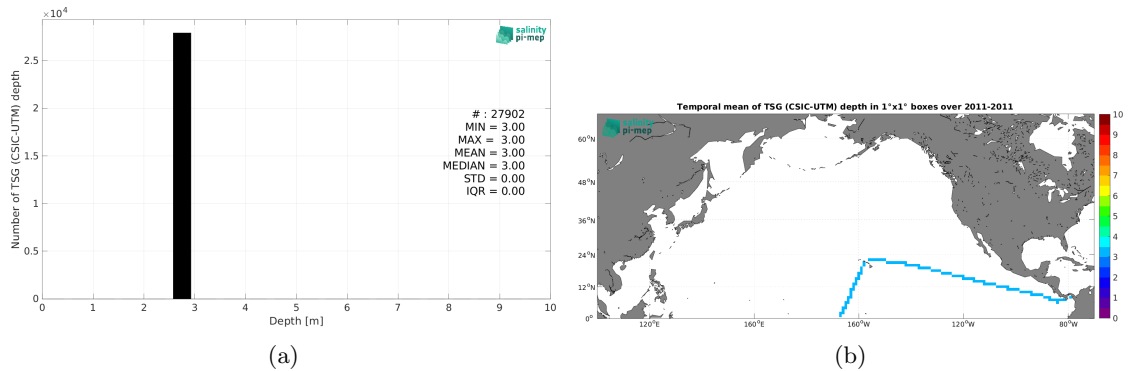 ×10⁴
salinity
pi-mep
Number of TSG (CSIC-UTM) depth
2.5
2
1.5
1
0.5
0
# : 27902
MIN = 3.00
MAX = 3.00
MEAN = 3.00
MEDIAN = 3.00
STD = 0.00
IQR = 0.00
0 1 2 3 4 5 6 7 8 9 10
Depth [m]
(a)
Temporal mean of TSG (CSIC-UTM) depth in 1°x1° boxes over 2011-2011
salinity
pi-mep
60°N
48°N
36°N
24°N
12°N
0°
120°E 160°E 160°W 120°W 80°W
10
9
8
7
6
5
4
3
2
1
0
(b)